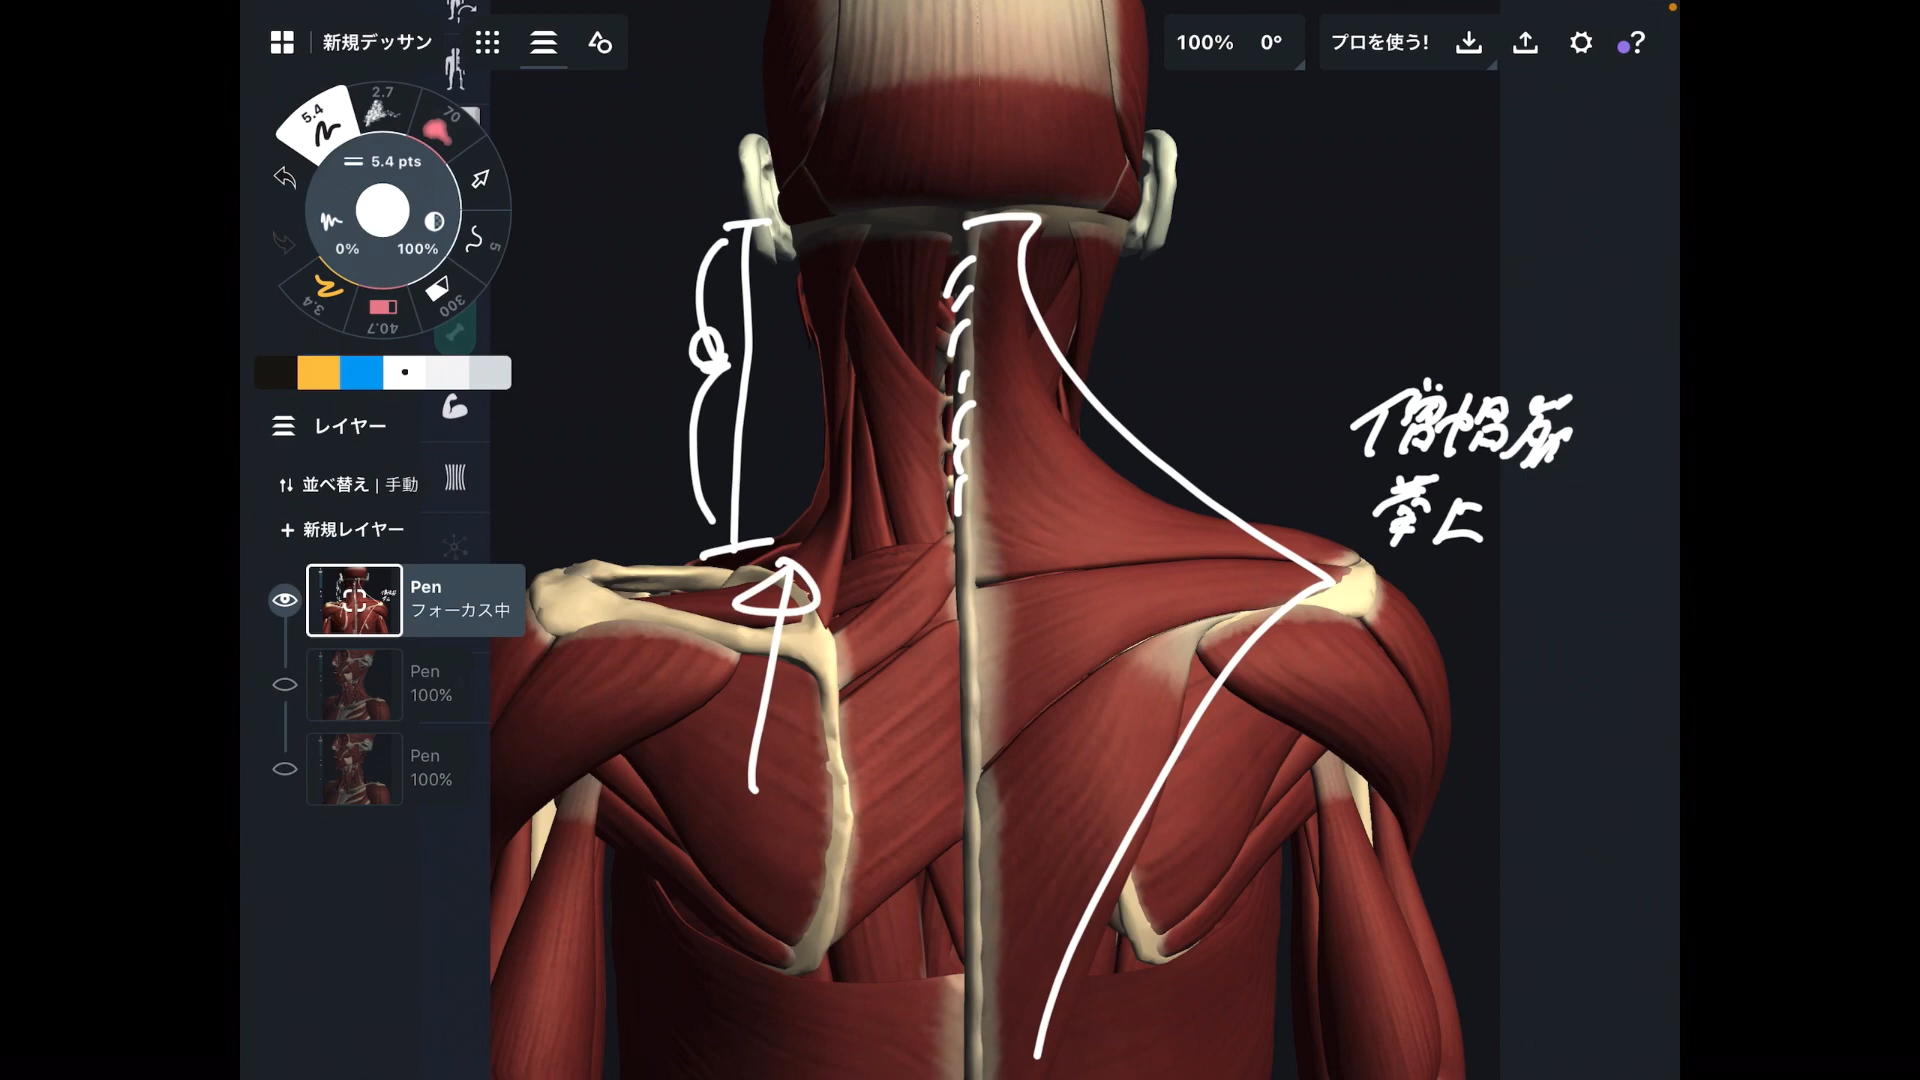 新規デッサン
100% 0°
プロを使う!
?
2.7
5.4
70
5.4 pts
5
0% 100%
300
3.4
40.7
レイヤー
並べ替え | 手動
+ 新規レイヤー
Pen
フォーカス中
Pen
100%
Pen
100%
僧帽筋
掌上